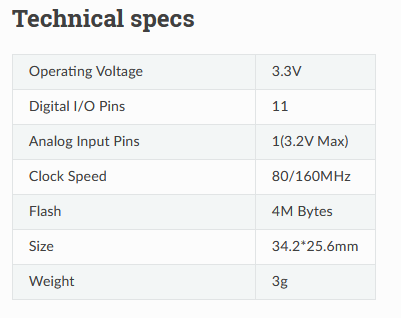 Technical specs
Operating Voltage 3.3V
Digital I/O Pins 11
Analog Input Pins 1(3.2V Max)
Clock Speed 80/160MHz
Flash 4M Bytes
Size 34.2*25.6mm
Weight 3g